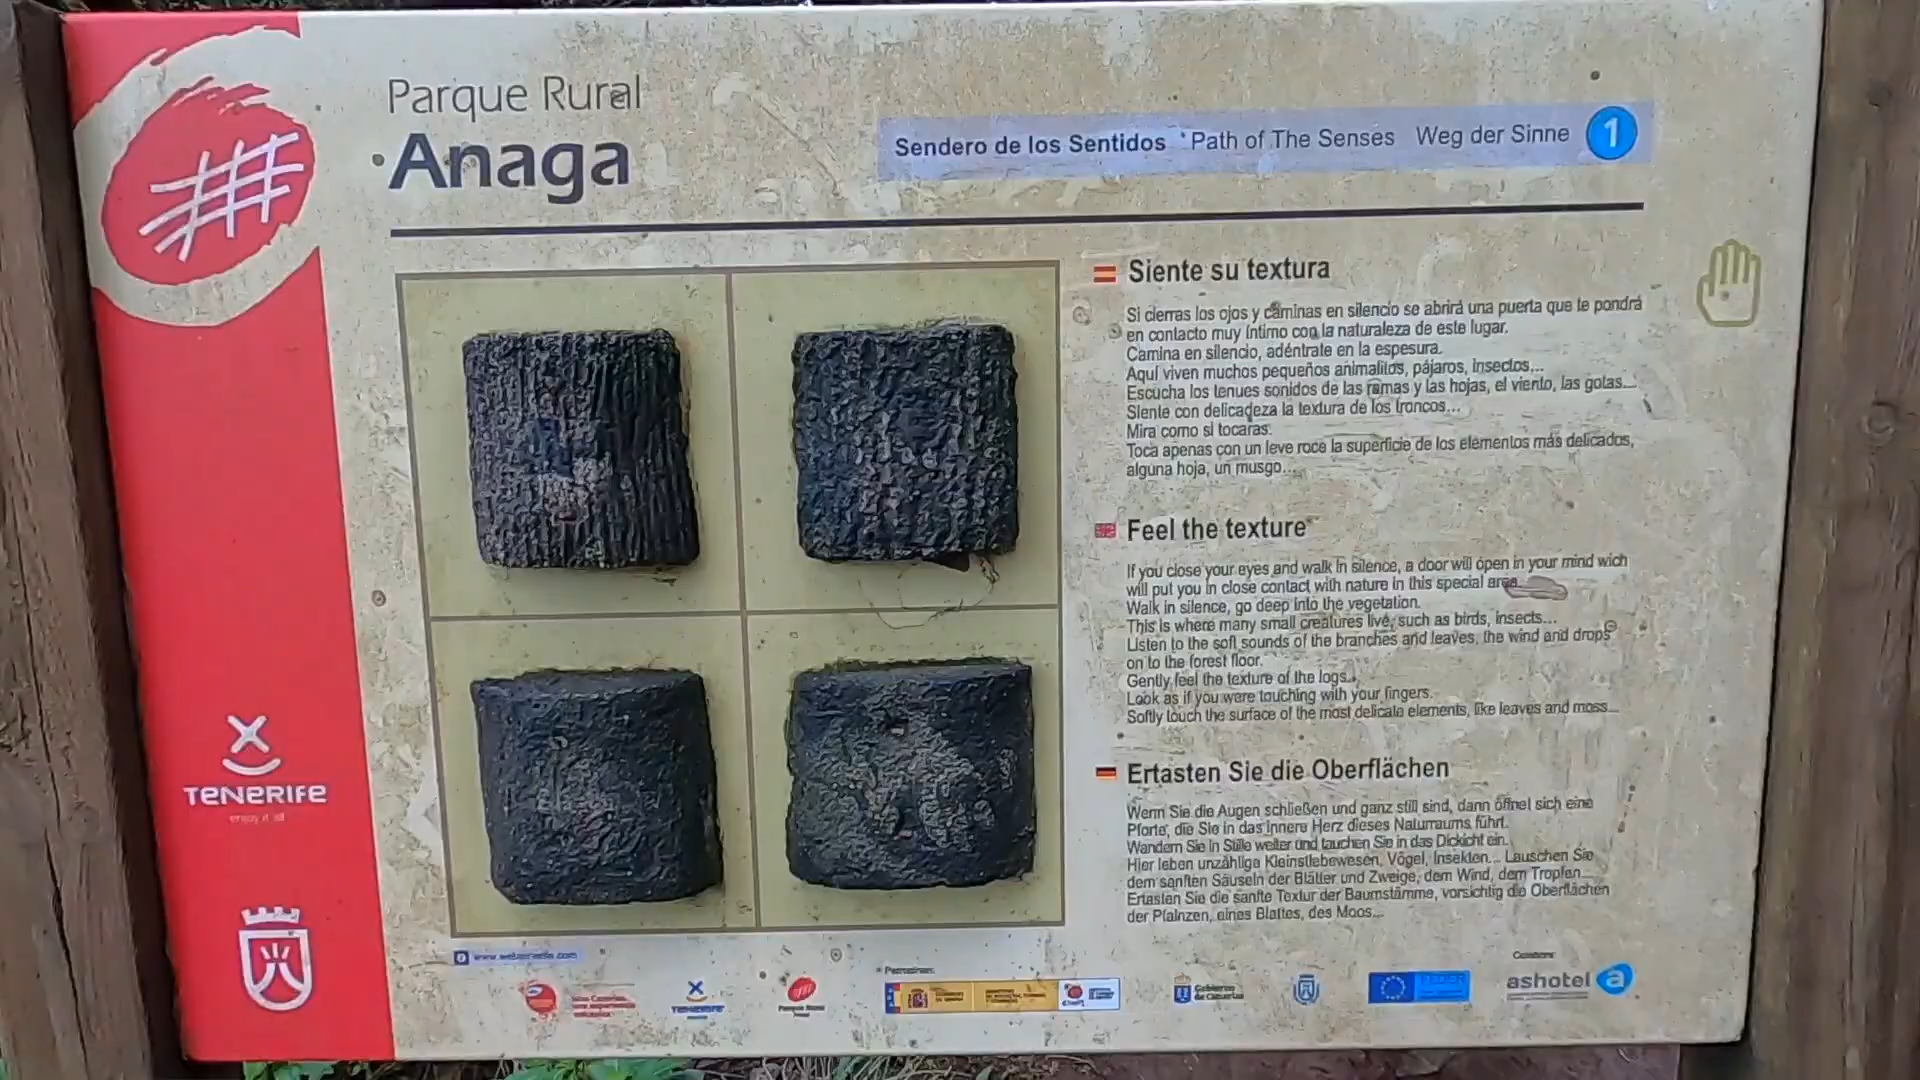 Parque Rural
Anaga
Sendero de los Sentidos Path of The Senses Weg der Sinne 1
Siente su textura
Si cierras los ojos y caminas en silencio se abrirá una puerta que te pondrá
en contacto muy íntimo con la naturaleza de este lugar.
Camina en silencio, adéntrate en la espesura.
Aquí viven muchos pequeños animalitos, pájaros, insectos...
Escucha los tenues sonidos de las ramas y las hojas, el viento, las gotas....
Siente con delicadeza la textura de los troncos...
Mira como si tocaras.
Toca apenas con un leve roce la superficie de los elementos más delicados,
alguna hoja, un musgo...
Feel the texture
If you close your eyes and walk in silence, a door will open in your mind wich
will put you in close contact with nature in this special area
Walk in silence, go deep into the vegetation.
This is where many small creatures live, such as birds, insects...
Listen to the soft sounds of the branches and leaves, the wind and drops
on to the forest floor.
Gently feel the texture of the logs..
Look as if you were touching with your fingers.
Softly touch the surface of the most delicate elements, like leaves and moss...
Ertasten Sie die Oberflächen
Wenn Sie die Augen schließen und ganz still sind, dann öffnet sich eine
Pforte, die Sie in das innere Herz dieses Naturraums führt.
Wandern Sie in Stille weiter und tauchen Sie in das Dickicht ein.
Hier leben unzählige Kleinstlebewesen, Vögel, Insekten... Lauschen Sie
dem sanften Säuseln der Blätter und Zweige, dem Wind, dem Tropfen...
Ertasten Sie die sanfte Textur der Baumstämme, vorsichtig die Oberflächen
der Pflanzen, eines Blattes, des Moos...
TENERIFE
enjoy it all
www.webtenerife.com
TENERIFE
Parque Rural
Patrocinan:
Gobierno
de Canarias
Colabora:
ashotel a